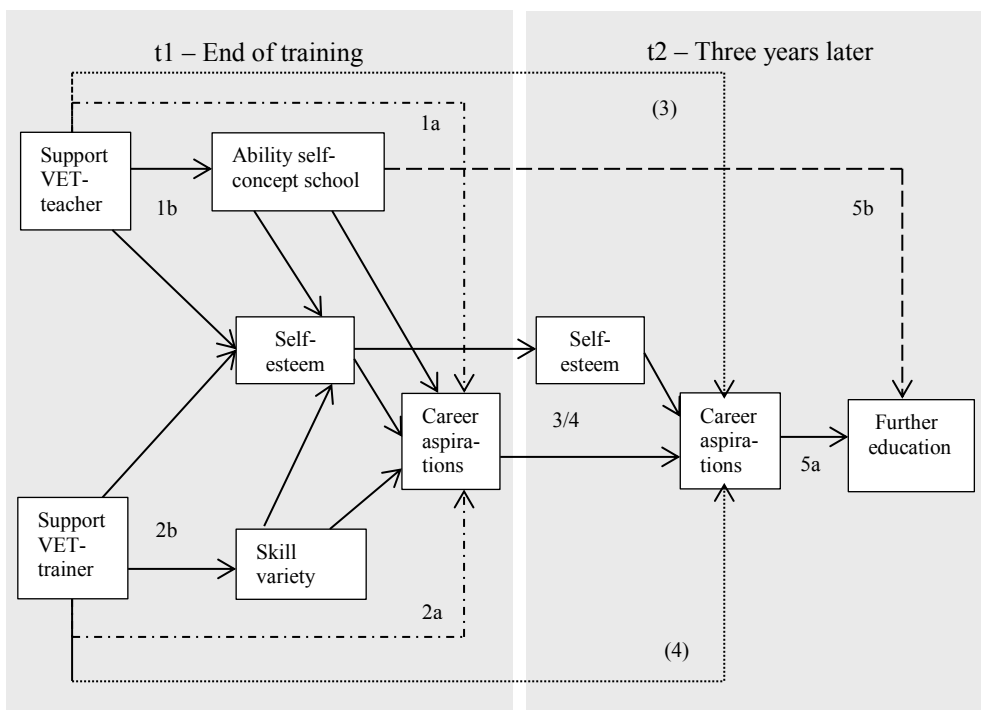 t1 – End of training
t2 – Three years later
(3)
1a
Support
VET-
teacher
Ability self-
concept school
1b
5b
Self-
esteem
Self-
esteem
Career
aspira-
tions
3/4
Career
aspira-
tions
Further
education
5a
Support
VET-
trainer
2b
Skill
variety
2a
(4)